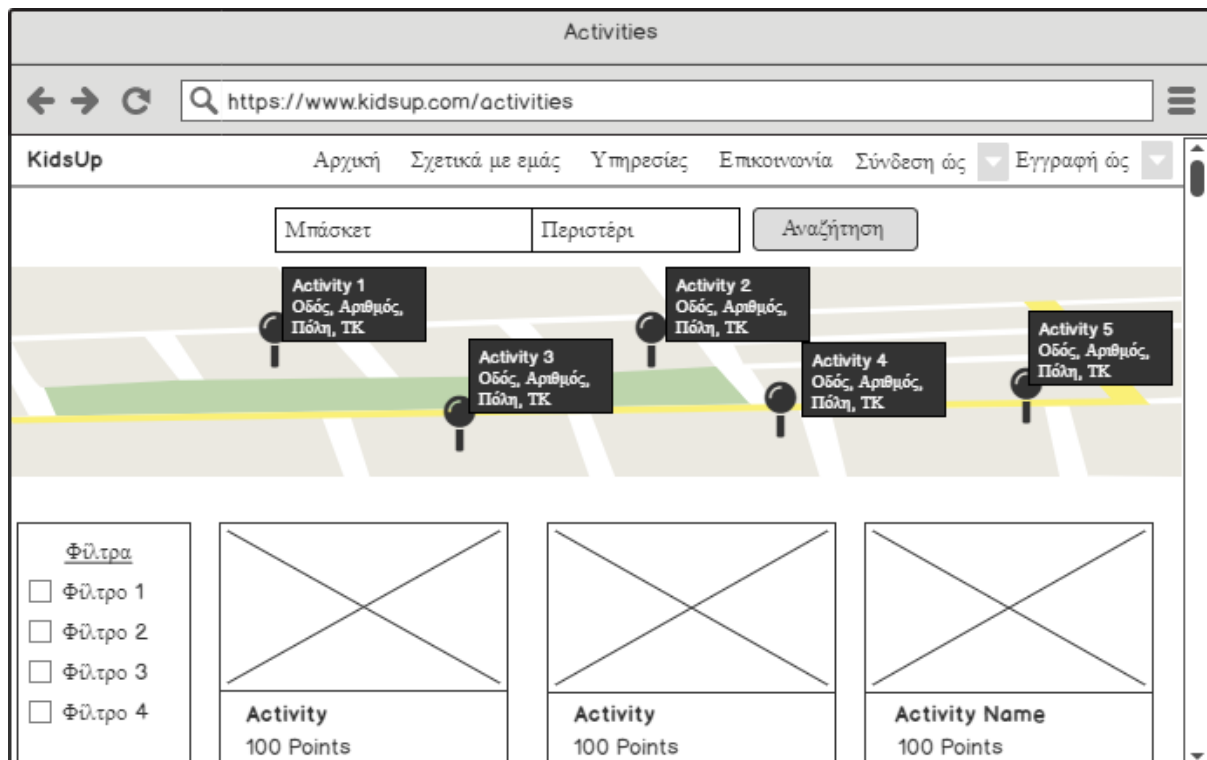 Activities
https://www.kidsup.com/activities
KidsUp Αρχική Σχετικά με εμάς Υπηρεσίες Επικοινωνία Σύνδεση ώς Εγγραφή ώς
Μπάσκετ Περιστέρι Αναζήτηση
Activity 1
Οδός, Αριθμός,
Πόλη, ΤΚ
Activity 2
Οδός, Αριθμός,
Πόλη, ΤΚ
Activity 3
Οδός, Αριθμός,
Πόλη, ΤΚ
Activity 4
Οδός, Αριθμός,
Πόλη, ΤΚ
Activity 5
Οδός, Αριθμός,
Πόλη, ΤΚ
Φίλτρα
Φίλτρο 1
Φίλτρο 2
Φίλτρο 3
Φίλτρο 4
Activity
100 Points
Activity
100 Points
Activity Name
100 Points